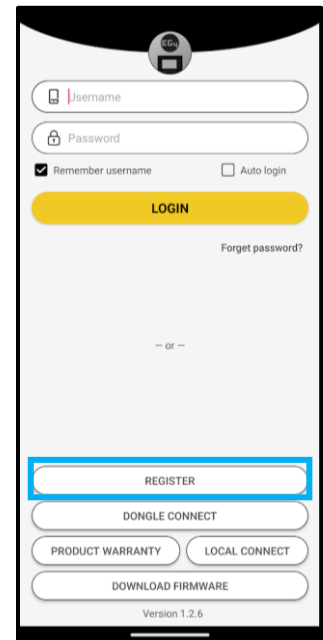 EG4
Username
Password
Remember username Auto login
LOGIN
Forget password?
— or —
REGISTER
DONGLE CONNECT
PRODUCT WARRANTY LOCAL CONNECT
DOWNLOAD FIRMWARE
Version 1.2.6